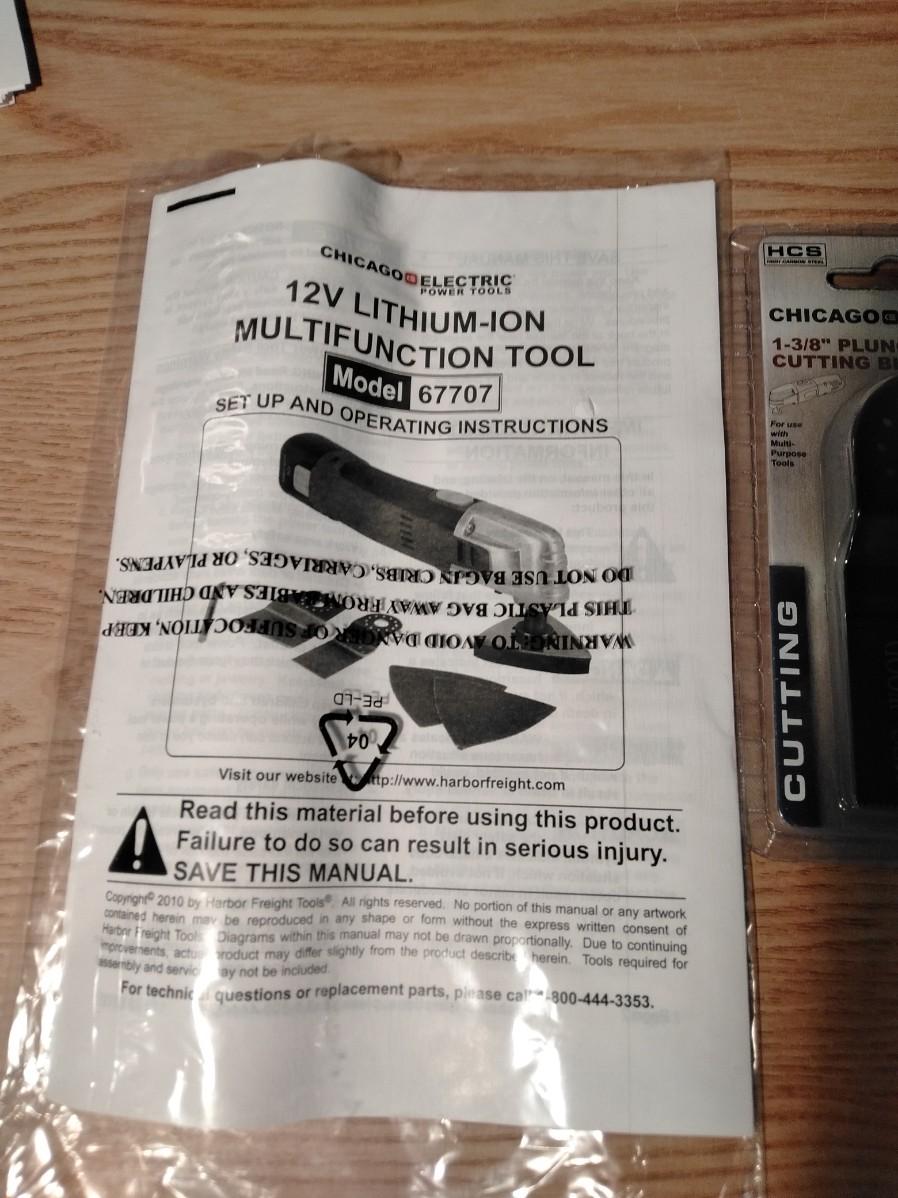 CHICAGO ELECTRIC
POWER TOOLS
12V LITHIUM-ION
MULTIFUNCTION TOOL
Model 67707
SET UP AND OPERATING INSTRUCTIONS
WARNING: TO AVOID DANGER OF SUFFOCATION, KEEP
THIS PLASTIC BAG AWAY FROM BABIES AND CHILDREN.
DO NOT USE BAG IN CRIBS, CARRIAGES, OR PLAYPENS.
04
PE-LD
Visit our website at: http://www.harborfreight.com
Read this material before using this product.
Failure to do so can result in serious injury.
SAVE THIS MANUAL.
Copyright© 2010 by Harbor Freight Tools®. All rights reserved. No portion of this manual or any artwork
contained herein may be reproduced in any shape or form without the express written consent of
Harbor Freight Tools. Diagrams within this manual may not be drawn proportionally. Due to continuing
improvements, actual product may differ slightly from the product described herein. Tools required for
assembly and service may not be included.
For technical questions or replacement parts, please call 1-800-444-3353.
HCS
HIGH CARBON STEEL
CHICAGO
1-3/8" PLUN
CUTTING B
For use
with
Multi-
Purpose
Tools
CUTTING
WOOD